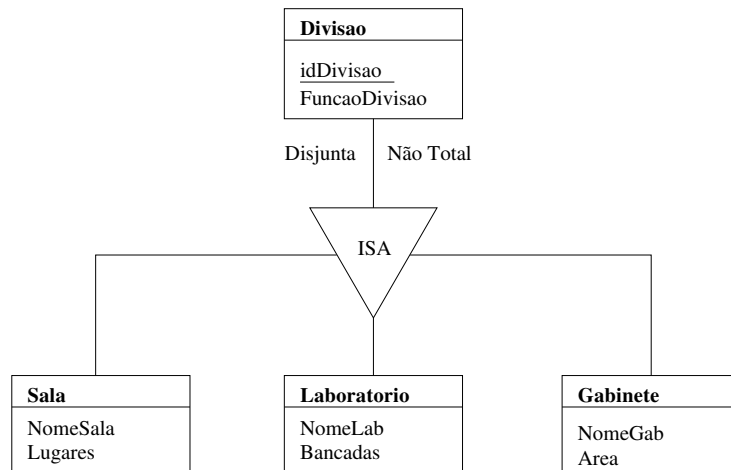 Divisao
idDivisao
FuncaoDivisao
Disjunta Não Total
ISA
Sala
NomeSala
Lugares
Laboratorio
NomeLab
Bancadas
Gabinete
NomeGab
Area